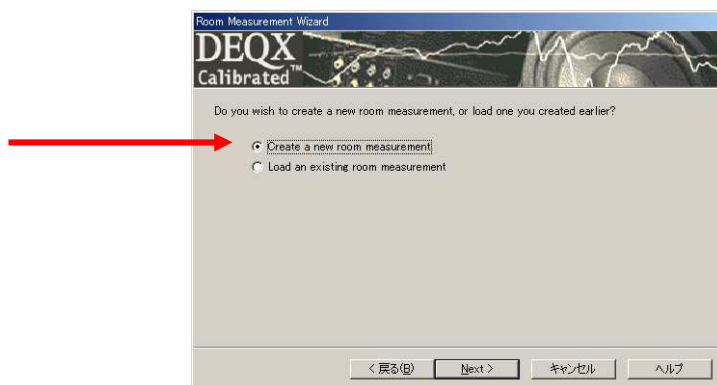 Room Measurement Wizard
DEQX
Calibrated™
Do you wish to create a new room measurement, or load one you created earlier?
Create a new room measurement
Load an existing room measurement
< 戻る(B) Next > キャンセル ヘルプ